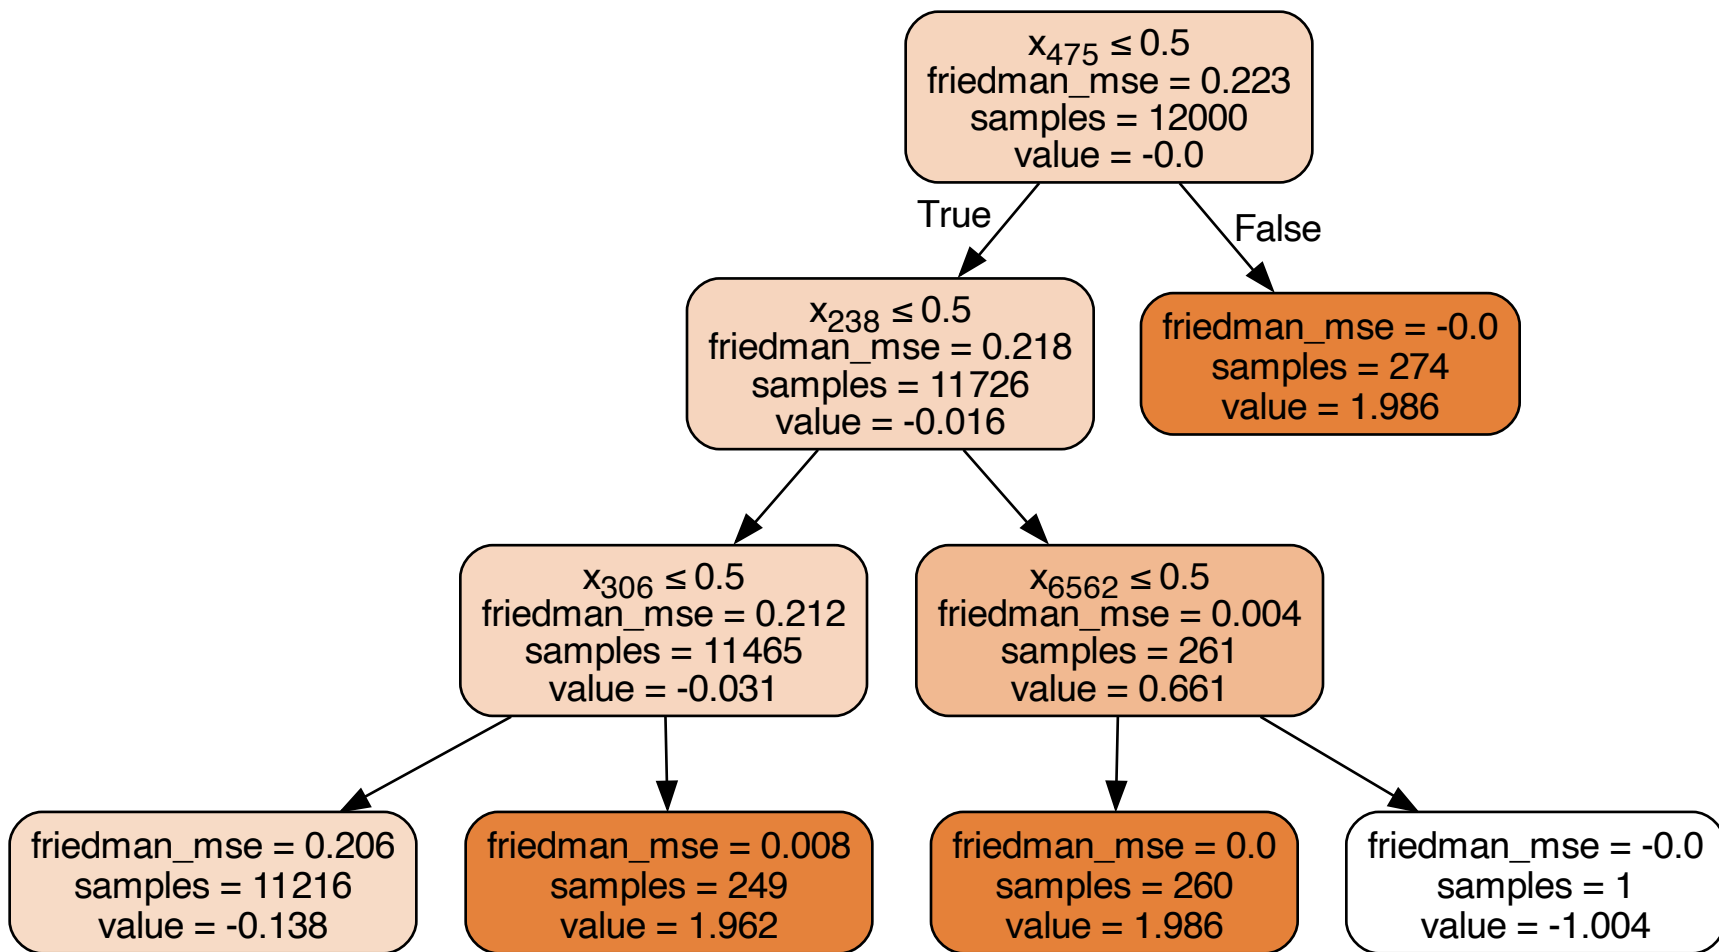 x475 ≤ 0.5
friedman_mse = 0.223
samples = 12000
value = -0.0
True
False
x238 ≤ 0.5
friedman_mse = 0.218
samples = 11726
value = -0.016
friedman_mse = -0.0
samples = 274
value = 1.986
x306 ≤ 0.5
friedman_mse = 0.212
samples = 11465
value = -0.031
x6562 ≤ 0.5
friedman_mse = 0.004
samples = 261
value = 0.661
friedman_mse = 0.206
samples = 11216
value = -0.138
friedman_mse = 0.008
samples = 249
value = 1.962
friedman_mse = 0.0
samples = 260
value = 1.986
friedman_mse = -0.0
samples = 1
value = -1.004